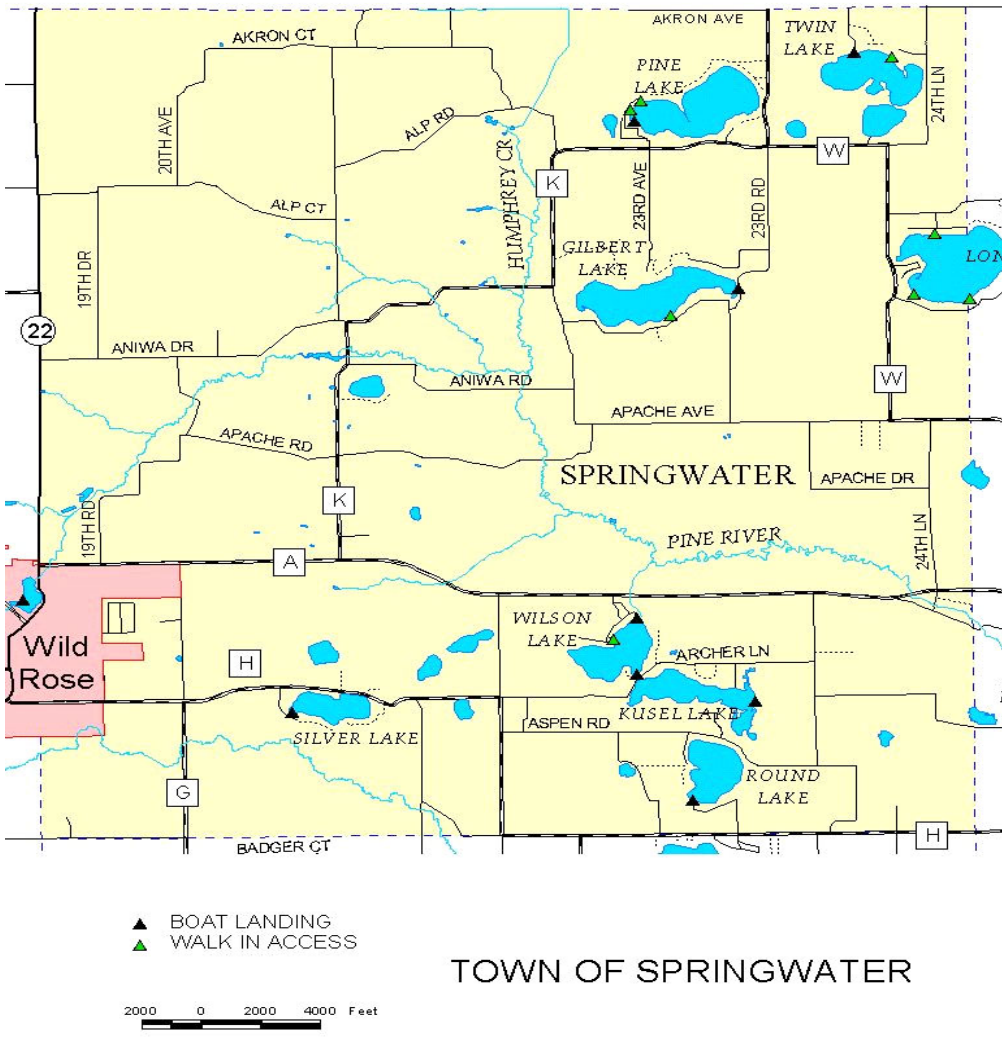 AKRON AVE
TWIN
LAKE
AKRON CT
PINE
LAKE
24TH LN
20TH AVE
ALP RD
HUMPHREY CR
W
K
23RD AVE
23RD RD
ALP CT
GILBERT
LAKE
LON
19TH DR
22
ANIWA DR
ANIWA RD
W
APACHE AVE
APACHE RD
SPRINGWATER
APACHE DR
K
19TH RD
PINE RIVER
24TH LN
A
WILSON
LAKE
Wild
Rose
H
ARCHER LN
KUSEL LAKE
ASPEN RD
SILVER LAKE
ROUND
LAKE
G
H
BADGER CT
BOAT LANDING
WALK IN ACCESS
TOWN OF SPRINGWATER
2000 0 2000 4000 Feet